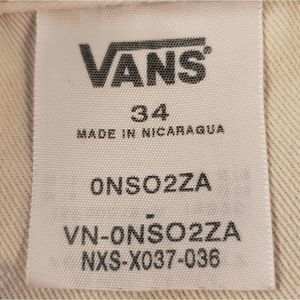 VANS®
34
MADE IN NICARAGUA
0NSO2ZA
-
VN-0NSO2ZA
NXS-X037-036